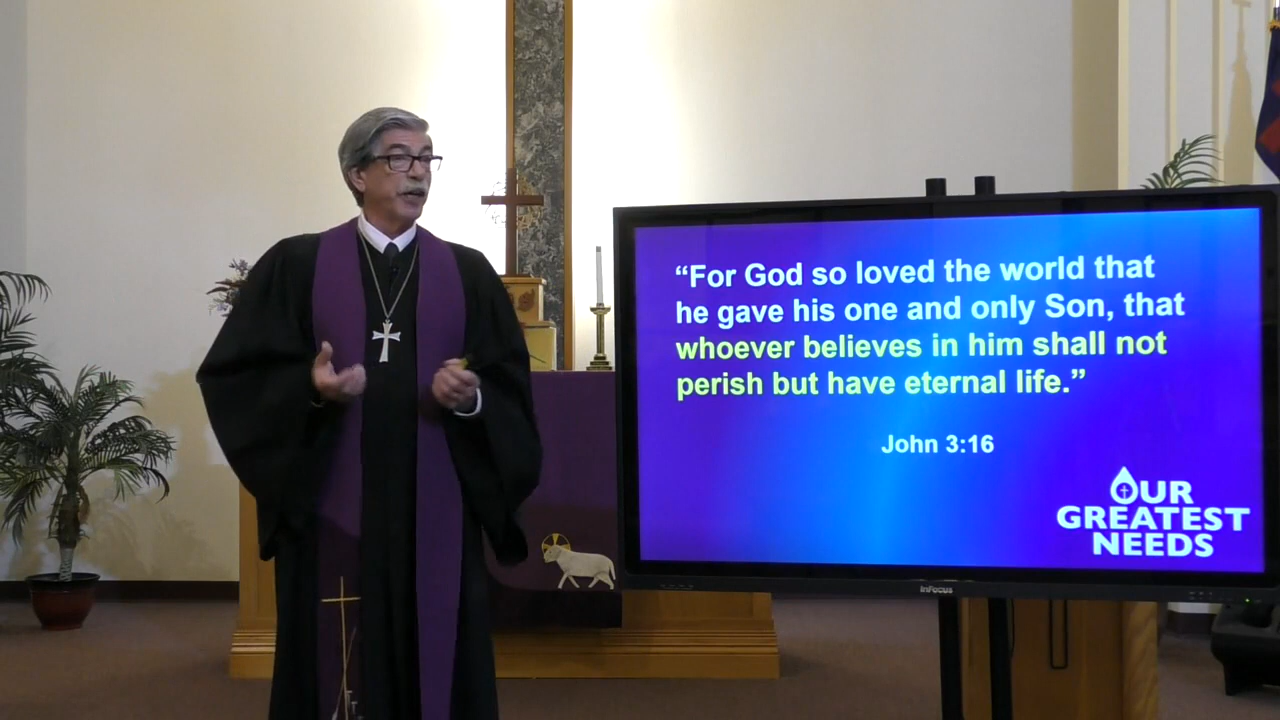 “For God so loved the world that
he gave his one and only Son, that
whoever believes in him shall not
perish but have eternal life.”
John 3:16
OUR
GREATEST
NEEDS
InFocus